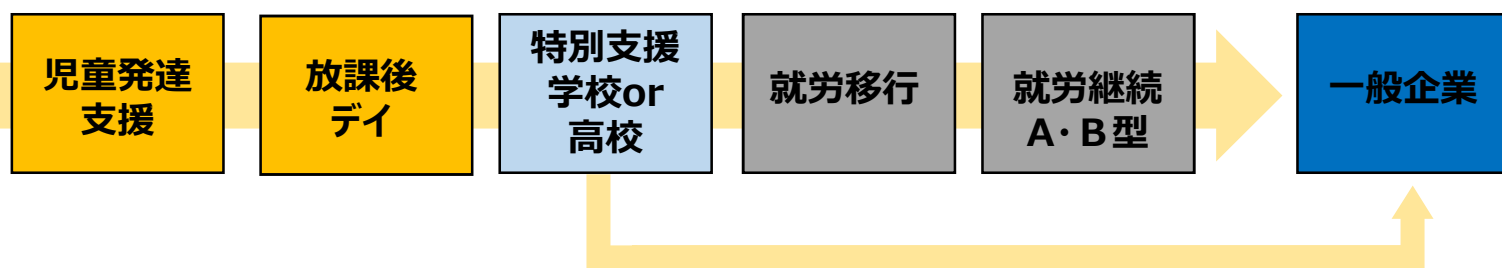 児童発達
支援
放課後
デイ
特別支援
学校or
高校
就労移行
就労継続
A・B型
一般企業